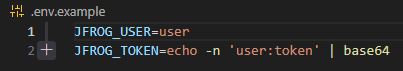 .env.example
1 JFROG_USER=user
2 JFROG_TOKEN=echo -n 'user:token' | base64